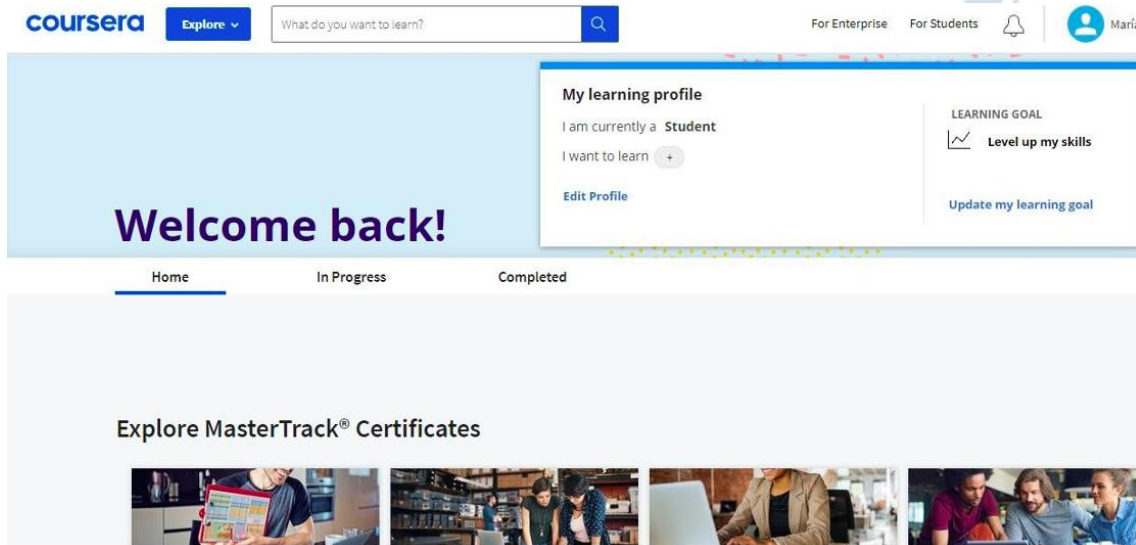 coursera
Explore
What do you want to learn?
For Enterprise
For Students
María
My learning profile
I am currently a Student
I want to learn +
Edit Profile
LEARNING GOAL
Level up my skills
Update my learning goal
Welcome back!
Home
In Progress
Completed
Explore MasterTrack® Certificates